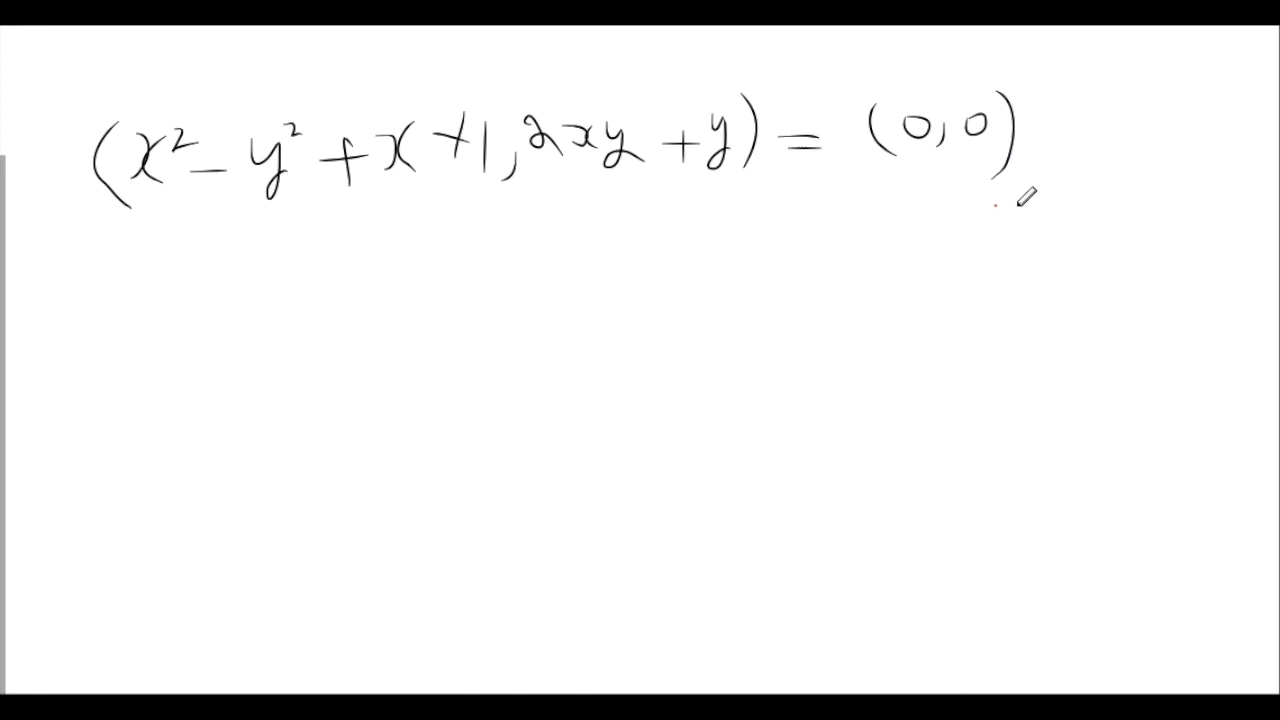 (x² - y² + x + 1, 2xy + y) = (0, 0)